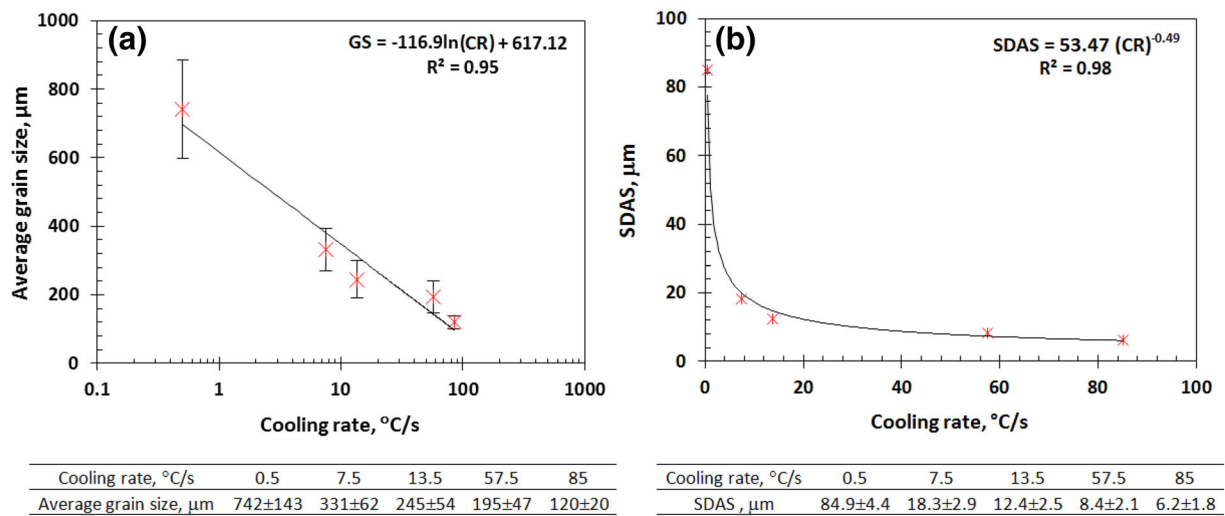 (a)
GS = -116.9ln(CR) + 617.12
R² = 0.95
Average grain size, µm
1000
800
600
400
200
0
0.1 1 10 100 1000
Cooling rate, °C/s
Cooling rate, °C/s 0.5 7.5 13.5 57.5 85
Average grain size, µm 742±143 331±62 245±54 195±47 120±20
(b)
SDAS = 53.47 (CR)^-0.49
R² = 0.98
SDAS, µm
100
80
60
40
20
0
0 20 40 60 80 100
Cooling rate, °C/s
Cooling rate, °C/s 0.5 7.5 13.5 57.5 85
SDAS , µm 84.9±4.4 18.3±2.9 12.4±2.5 8.4±2.1 6.2±1.8